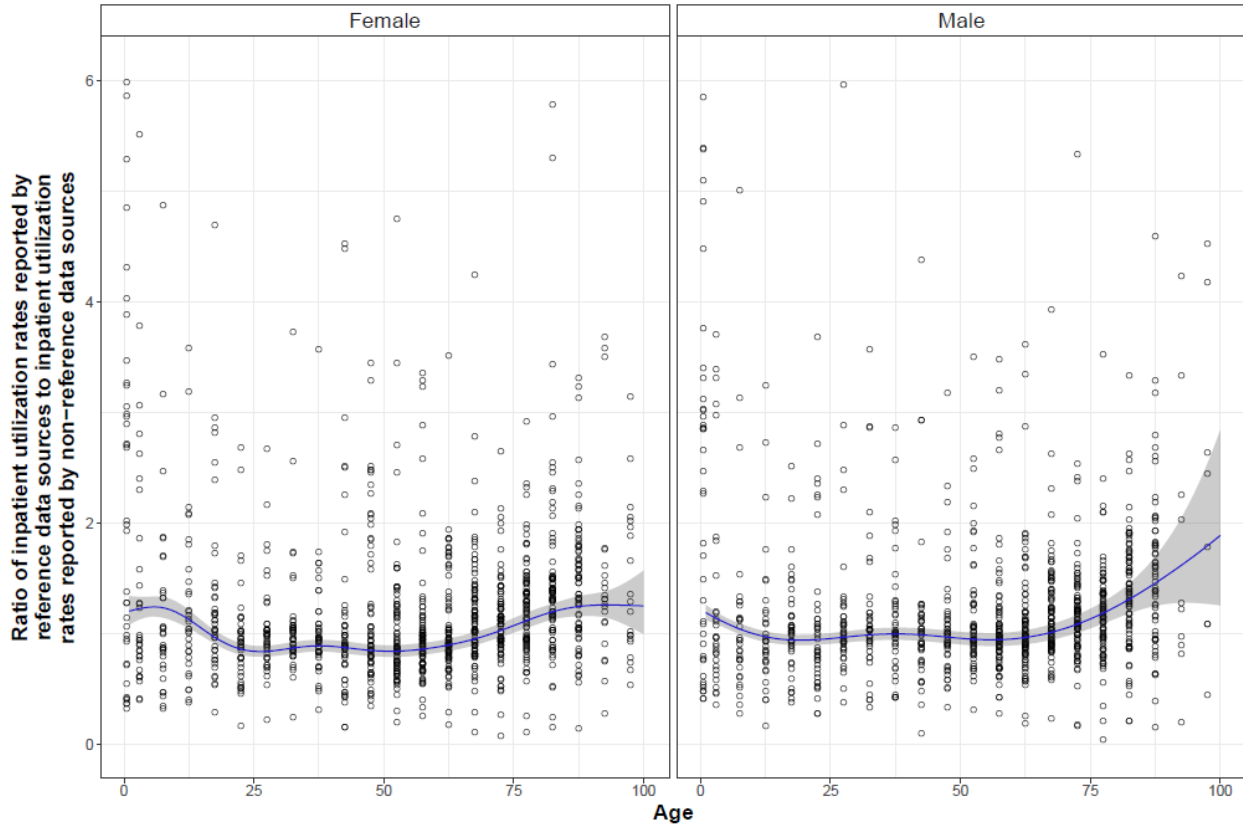 Female
Male
Ratio of inpatient utilization rates reported by
reference data sources to inpatient utilization
rates reported by non−reference data sources
6
4
2
0
0
25
50
75
100
0
25
50
75
100
Age